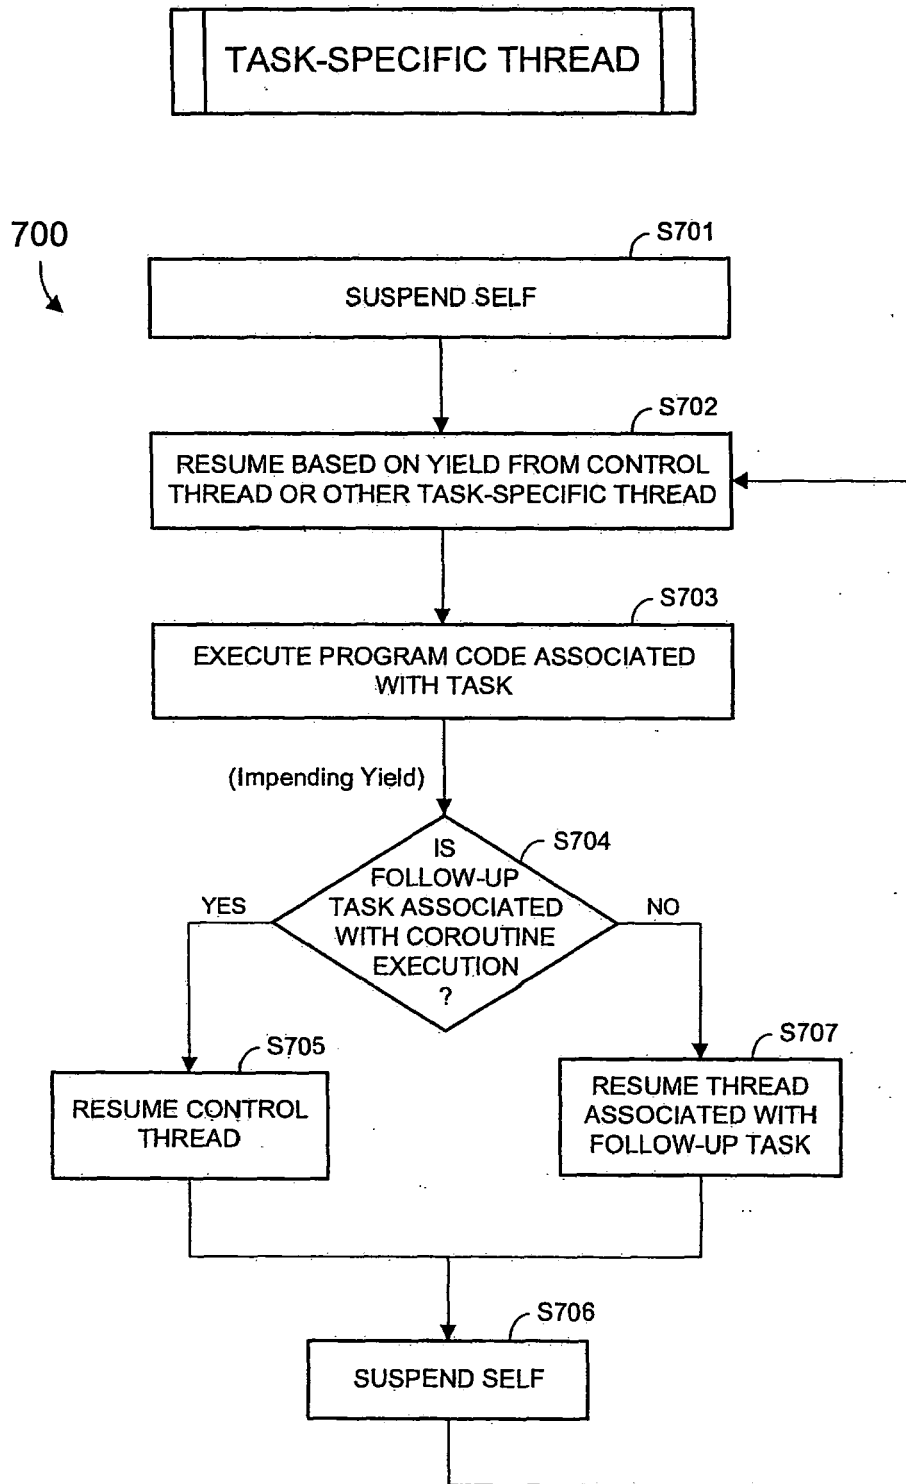 TASK-SPECIFIC THREAD
700
S701
SUSPEND SELF
S702
RESUME BASED ON YIELD FROM CONTROL
THREAD OR OTHER TASK-SPECIFIC THREAD
S703
EXECUTE PROGRAM CODE ASSOCIATED
WITH TASK
(Impending Yield)
S704
IS
FOLLOW-UP
TASK ASSOCIATED
WITH COROUTINE
EXECUTION
?
YES
NO
S705
RESUME CONTROL
THREAD
S707
RESUME THREAD
ASSOCIATED WITH
FOLLOW-UP TASK
S706
SUSPEND SELF